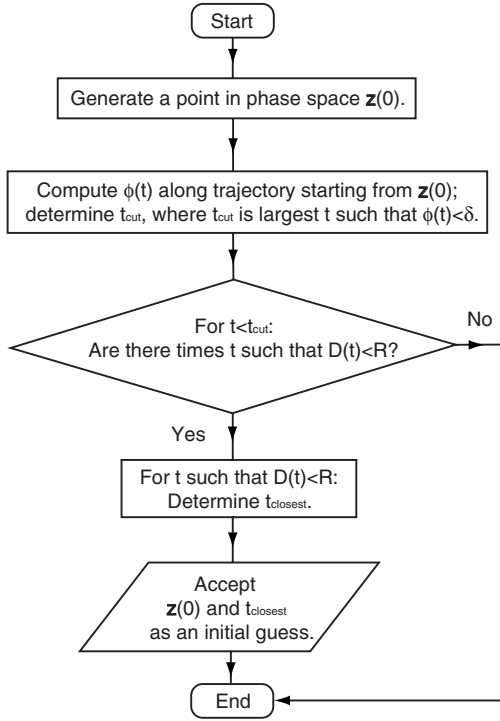 Start
Generate a point in phase space z(0).
Compute ϕ(t) along trajectory starting from z(0);
determine tcut, where tcut is largest t such that ϕ(t)<δ.
For t<tcut:
Are there times t such that D(t)<R?
No
Yes
For t such that D(t)<R:
Determine tclosest.
Accept
z(0) and tclosest
as an initial guess.
End